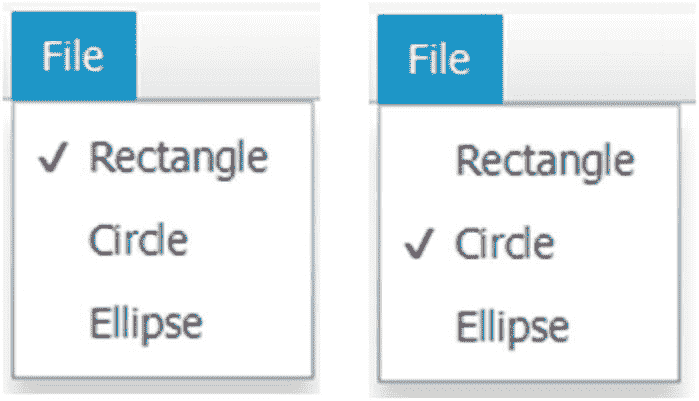 File
✓ Rectangle
Circle
Ellipse
File
Rectangle
✓ Circle
Ellipse